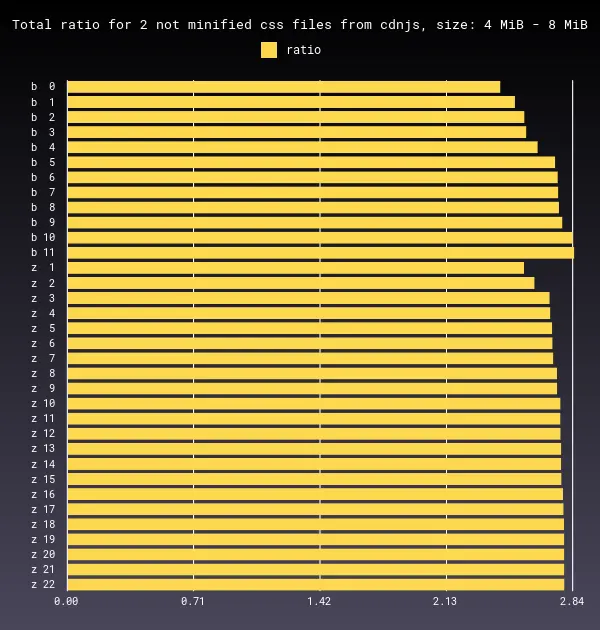 Total ratio for 2 not minified css files from cdnjs, size: 4 MiB - 8 MiB
ratio
b 0
b 1
b 2
b 3
b 4
b 5
b 6
b 7
b 8
b 9
b 10
b 11
z 1
z 2
z 3
z 4
z 5
z 6
z 7
z 8
z 9
z 10
z 11
z 12
z 13
z 14
z 15
z 16
z 17
z 18
z 19
z 20
z 21
z 22
0.00 0.71 1.42 2.13 2.84